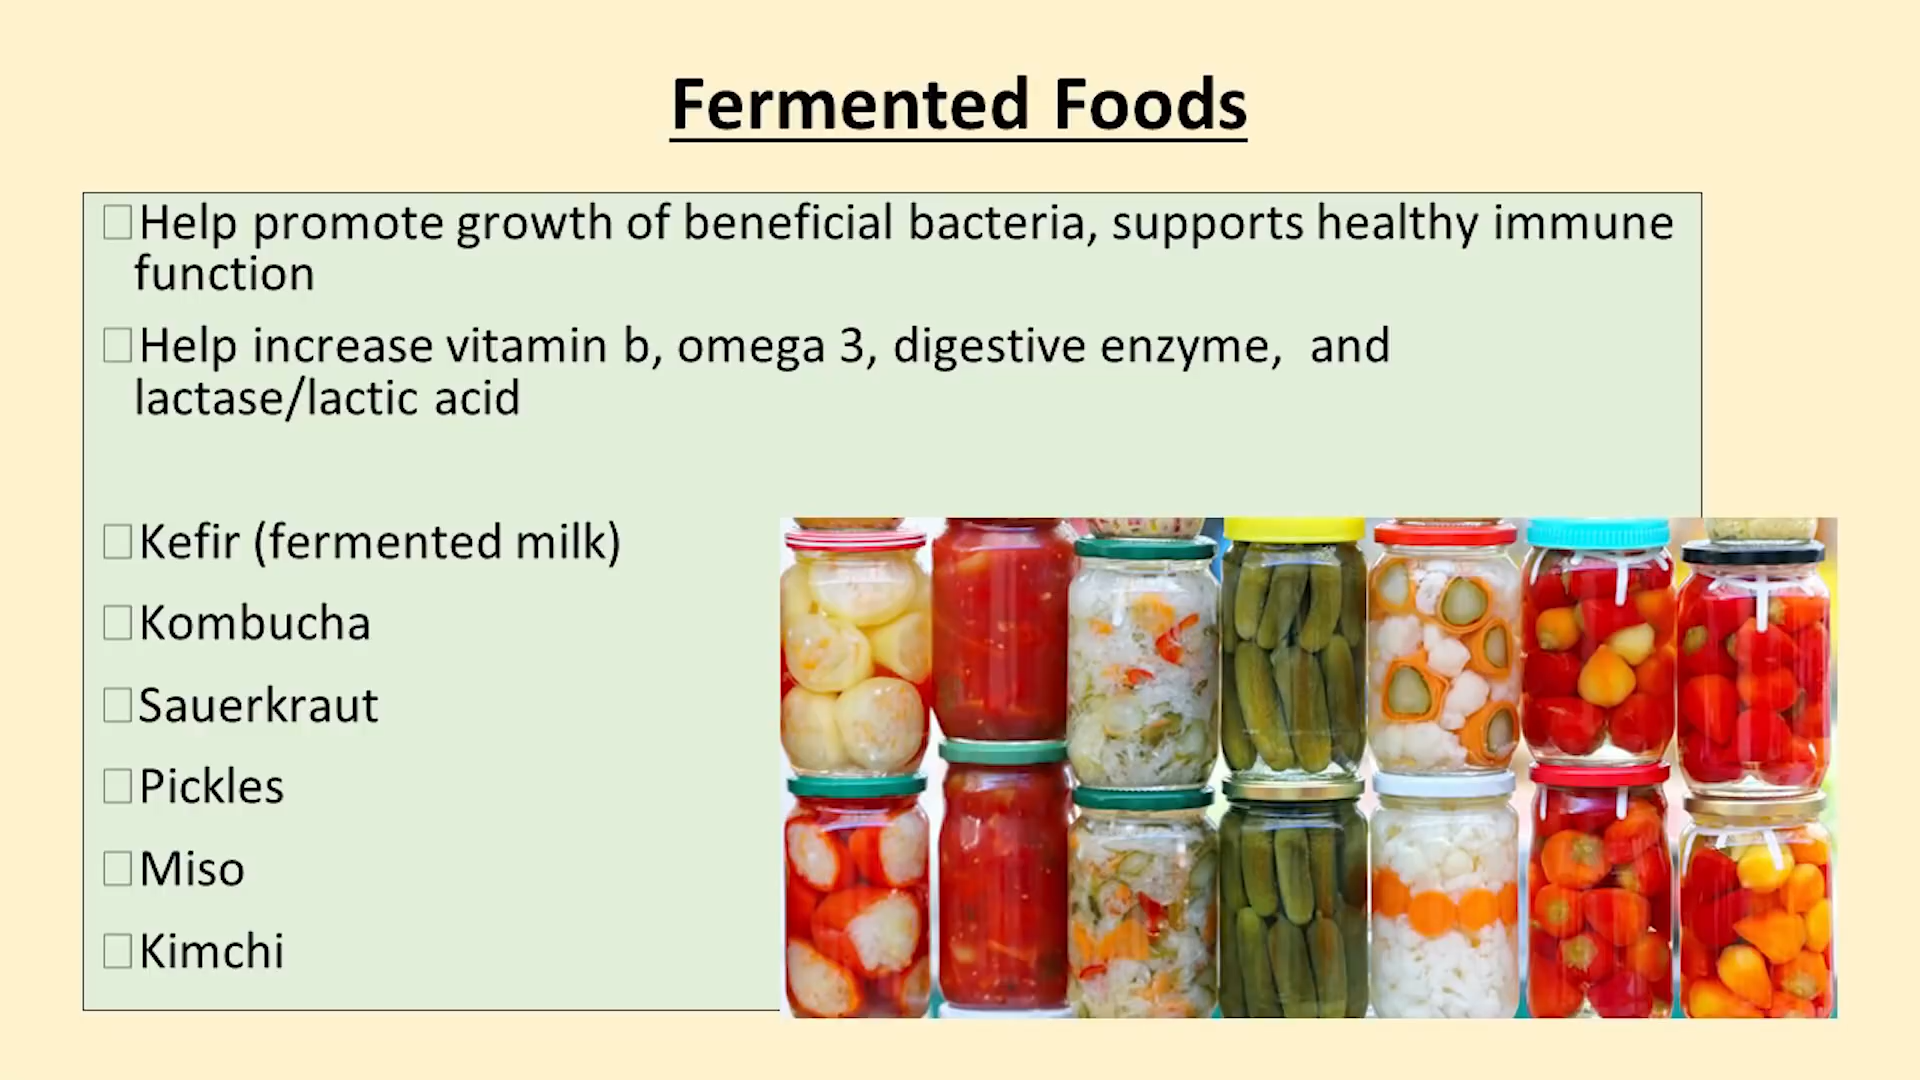 Fermented Foods
Help promote growth of beneficial bacteria, supports healthy immune
function
Help increase vitamin b, omega 3, digestive enzyme, and
lactase/lactic acid
Kefir (fermented milk)
Kombucha
Sauerkraut
Pickles
Miso
Kimchi